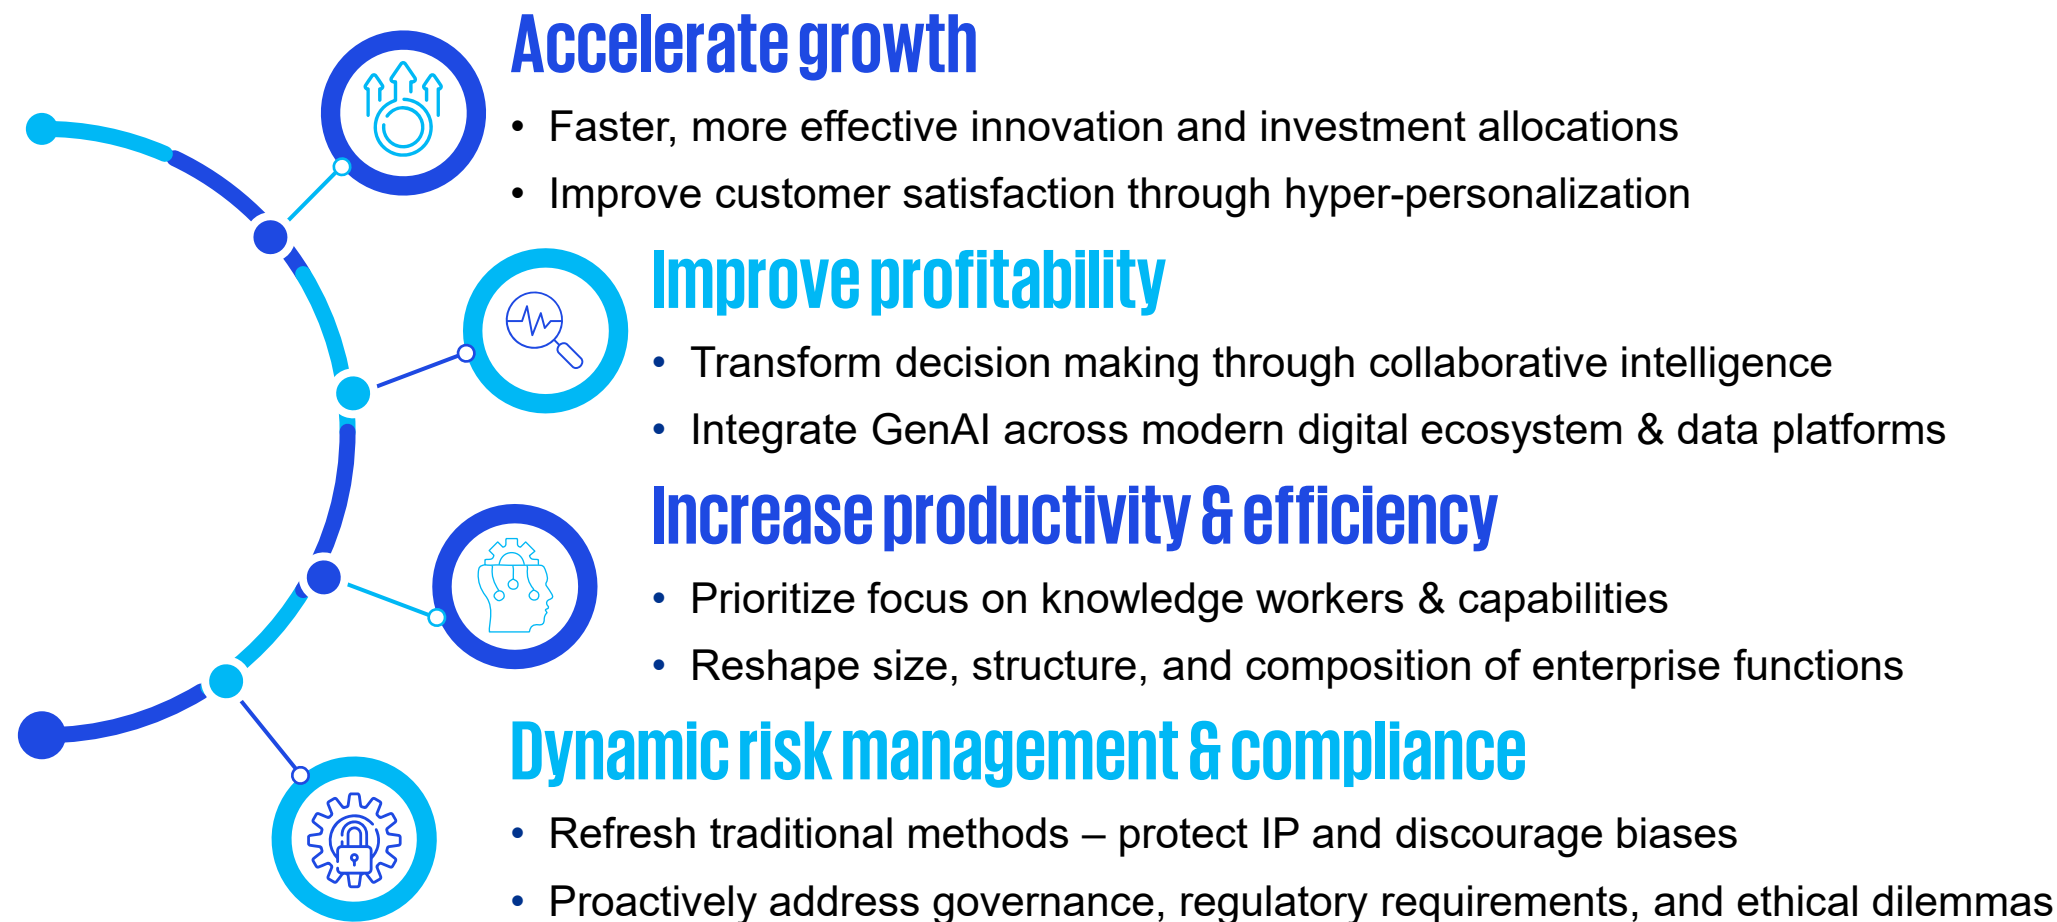 Accelerate growth
• Faster, more effective innovation and investment allocations
• Improve customer satisfaction through hyper-personalization
Improve profitability
• Transform decision making through collaborative intelligence
• Integrate GenAI across modern digital ecosystem & data platforms
Increase productivity & efficiency
• Prioritize focus on knowledge workers & capabilities
• Reshape size, structure, and composition of enterprise functions
Dynamic risk management & compliance
• Refresh traditional methods – protect IP and discourage biases
• Proactively address governance, regulatory requirements, and ethical dilemmas